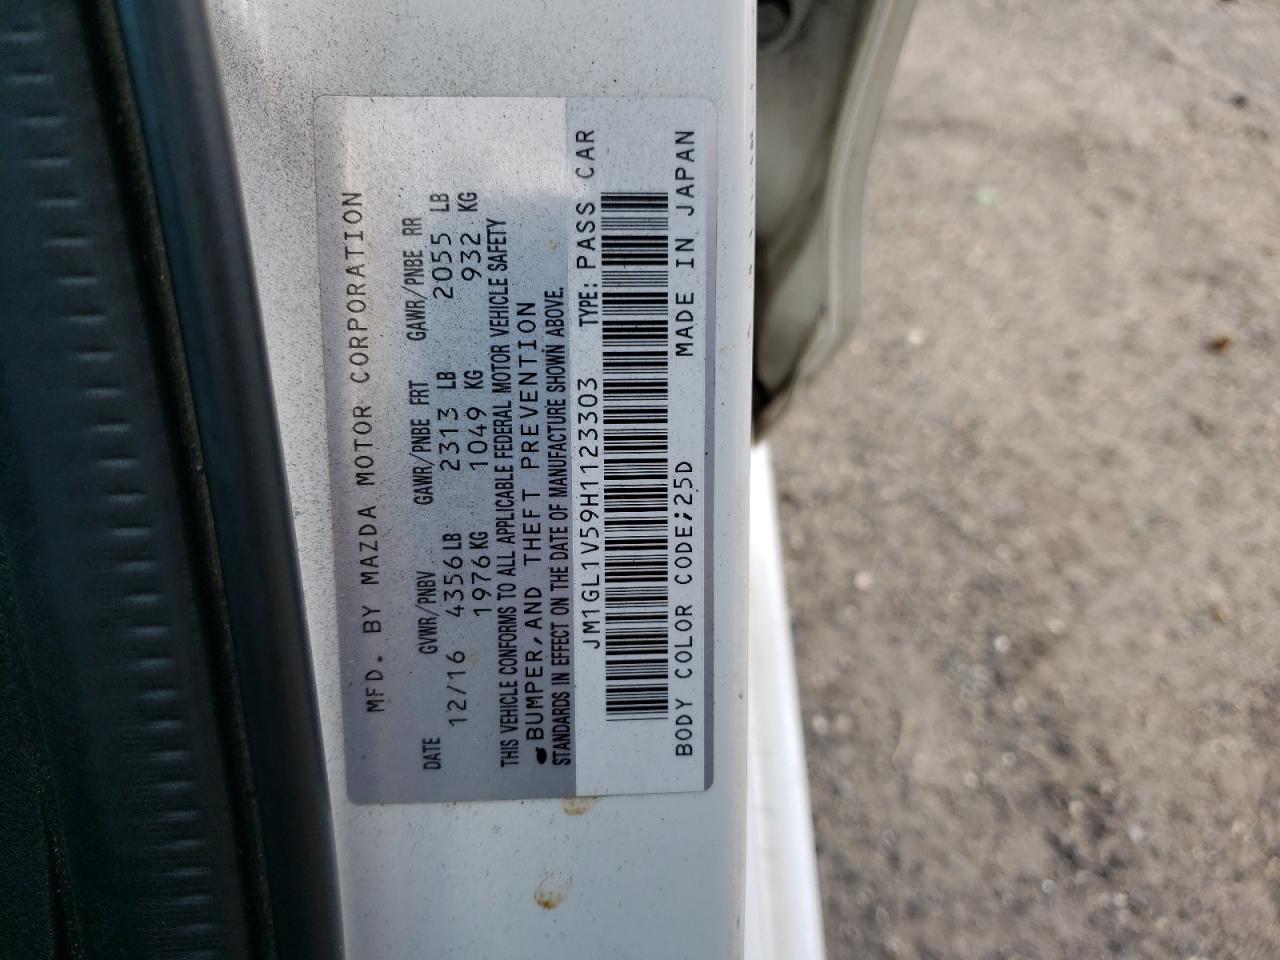 MFD. BY MAZDA MOTOR CORPORATION
DATE GVWR/PNBV GAWR/PNBE FRT GAWR/PNBE RR
12/16 4356LB 2313 LB 2055 LB
1976KG 1049 KG 932 KG
THIS VEHICLE CONFORMS TO ALL APPLICABLE FEDERAL MOTOR VEHICLE SAFETY
BUMPER,AND THEFT PREVENTION
STANDARDS IN EFFECT ON THE DATE OF MANUFACTURE SHOWN ABOVE.
JM1GL1V59H1123303 TYPE: PASS CAR
BODY COLOR CODE;25D MADE IN JAPAN